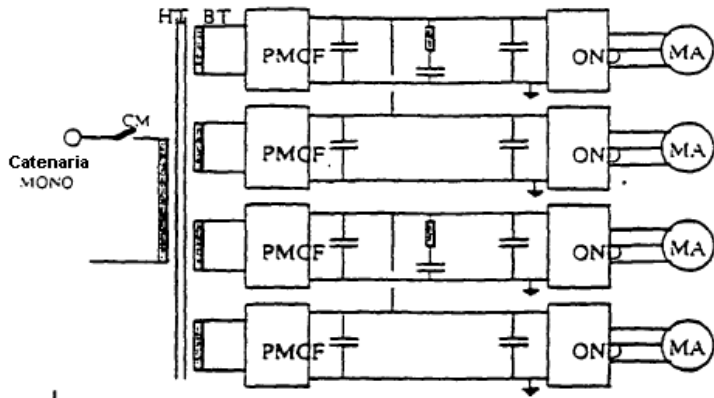 HT BT
PMCF ON MA
CM
Catenaria
MONO
PMCF ON MA
PMCF ON MA
PMCF ON MA